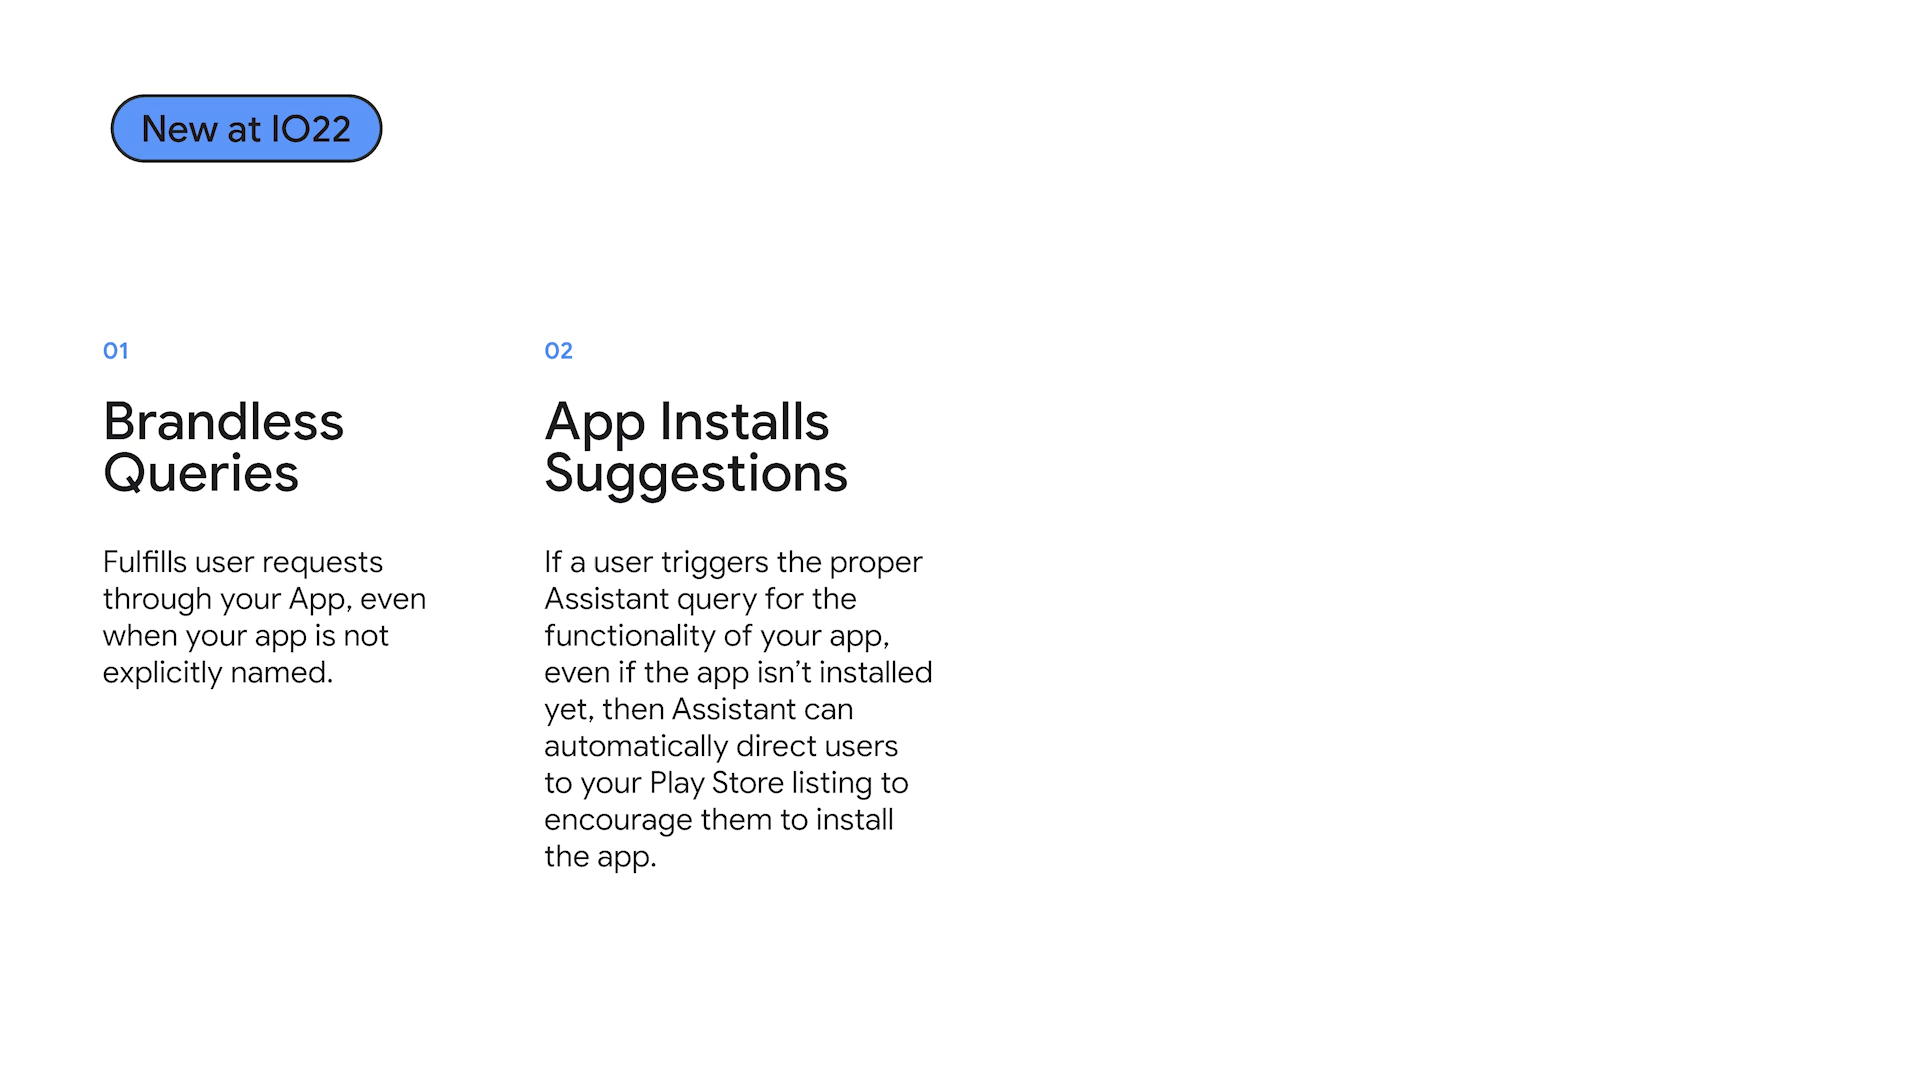 New at IO22
01
Brandless
Queries
Fulfills user requests
through your App, even
when your app is not
explicitly named.
02
App Installs
Suggestions
If a user triggers the proper
Assistant query for the
functionality of your app,
even if the app isn’t installed
yet, then Assistant can
automatically direct users
to your Play Store listing to
encourage them to install
the app.